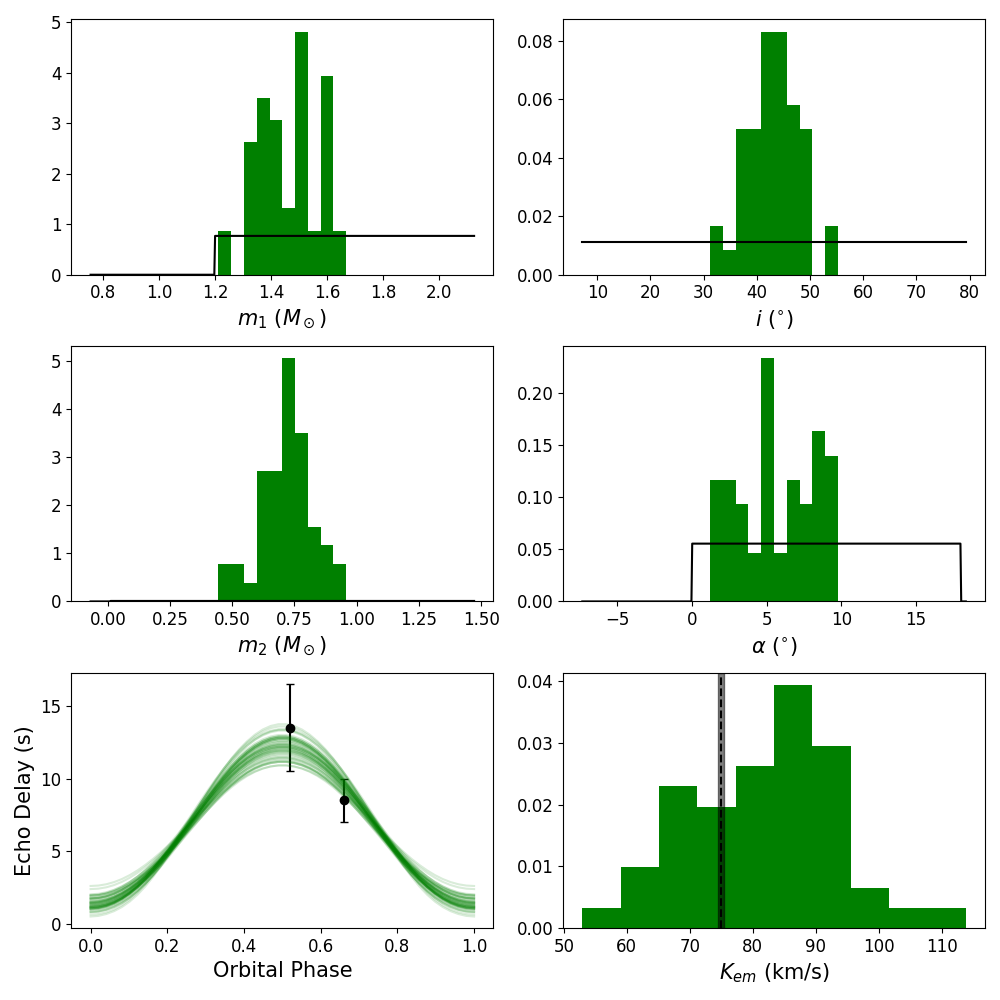 5
4
3
2
1
0
0.8 1.0 1.2 1.4 1.6 1.8 2.0
m₁ (M⊙)
0.08
0.06
0.04
0.02
0.00
10 20 30 40 50 60 70 80
i (°)
5
4
3
2
1
0
0.00 0.25 0.50 0.75 1.00 1.25 1.50
m₂ (M⊙)
0.20
0.15
0.10
0.05
0.00
−5 0 5 10 15
α (°)
Echo Delay (s)
15
10
5
0
0.0 0.2 0.4 0.6 0.8 1.0
Orbital Phase
0.04
0.03
0.02
0.01
0.00
50 60 70 80 90 100 110
Kₑₘ (km/s)